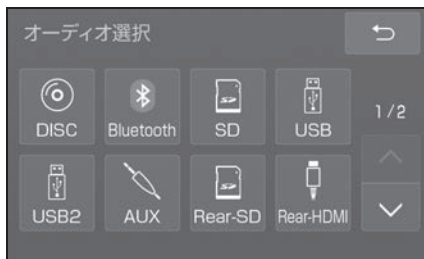 オーディオ選択
DISC
Bluetooth
SD
USB
1/2
USB2
AUX
Rear-SD
Rear-HDMI